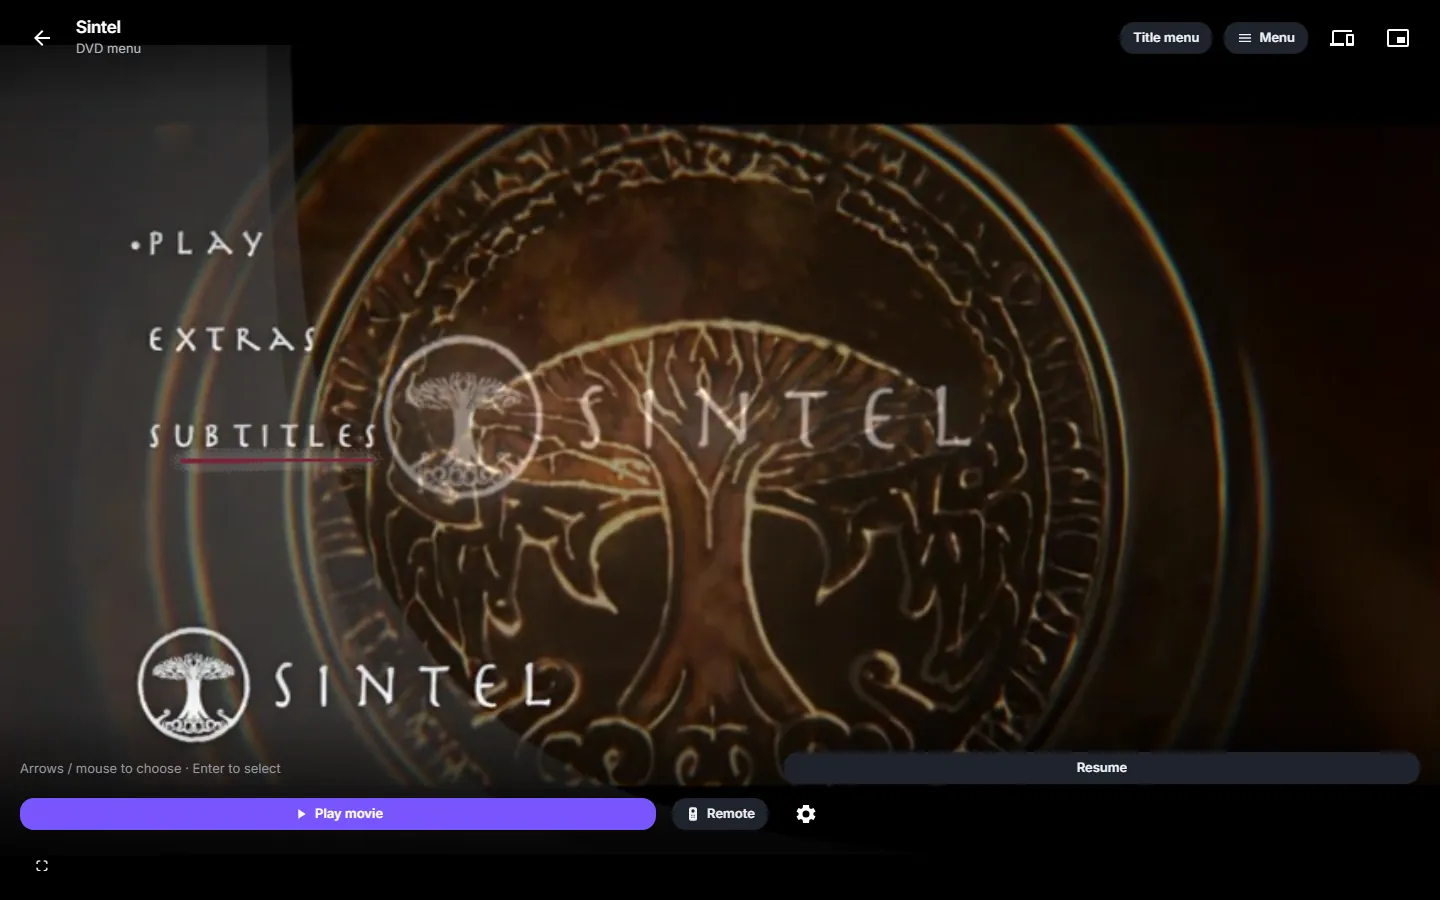 Sintel
DVD menu
Title menu
Menu
•PLAY
EXTRAS
SUBTITLES
SINTEL
SINTEL
Arrows / mouse to choose · Enter to select
Resume
Play movie
Remote